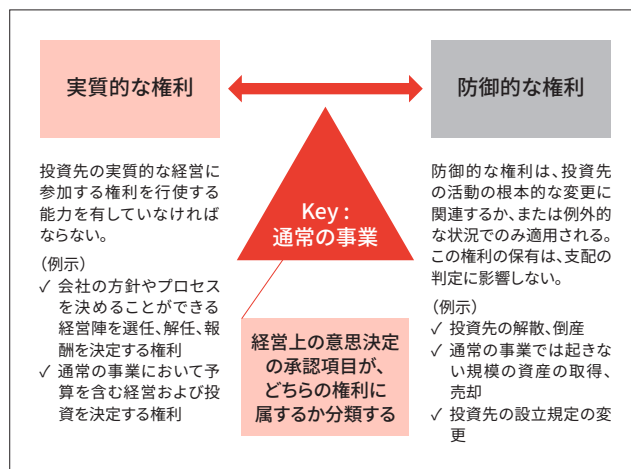 実質的な権利
防御的な権利
投資先の実質的な経営に
参加する権利を行使する
能力を有していなければ
ならない。
（例示）
✓ 会社の方針やプロセス
を決めることができる
経営陣を選任、解任、報
酬を決定する権利
✓ 通常の事業において予
算を含む経営および投
資を決定する権利
Key：
通常の事業
経営上の意思決定
の承認項目が、
どちらの権利に
属するか分類する
防御的な権利は、投資先
の活動の根本的な変更に
関連するか、または例外的
な状況でのみ適用される。
この権利の保有は、支配の
判定に影響しない。
（例示）
✓ 投資先の解散、倒産
✓ 通常の事業では起きな
い規模の資産の取得、
売却
✓ 投資先の設立規定の変
更